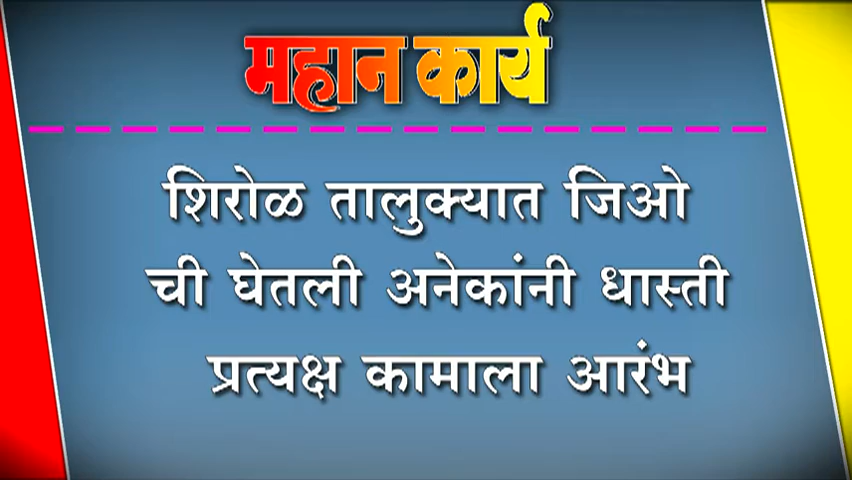 महान कार्य
शिरोळ तालुक्यात जिओ
ची घेतली अनेकांनी धास्ती
प्रत्यक्ष कामाला आरंभ